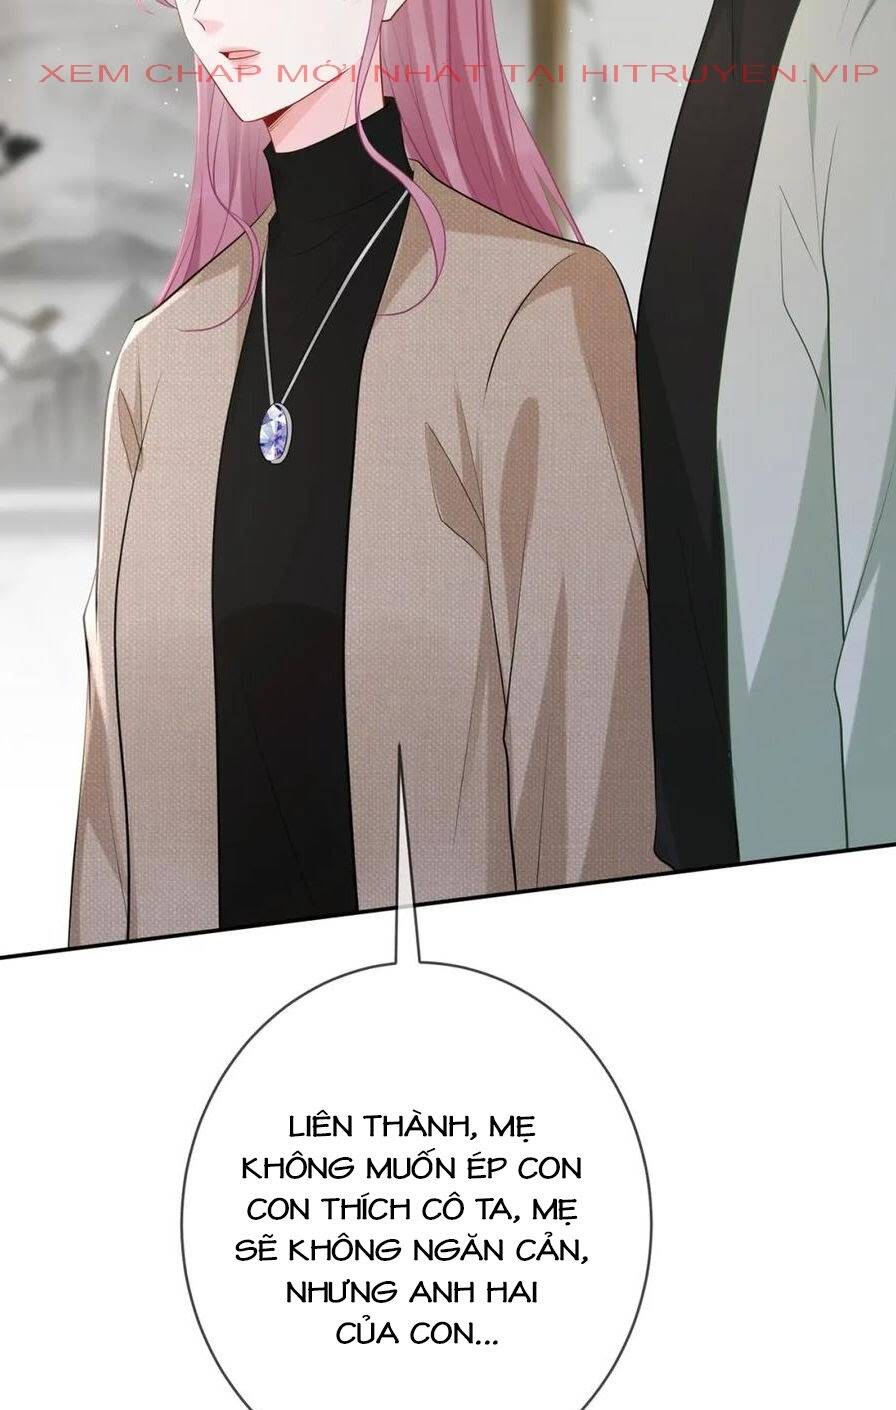 XEM CHAP MỚI NHẤT TẠI HITRUYEN.VIP
LIÊN THÀNH, MẸ
KHÔNG MUỐN ÉP CON
CON THÍCH CÔ TA, MẸ
SẼ KHÔNG NGĂN CẢN,
NHƯNG ANH HAI
CỦA CON...